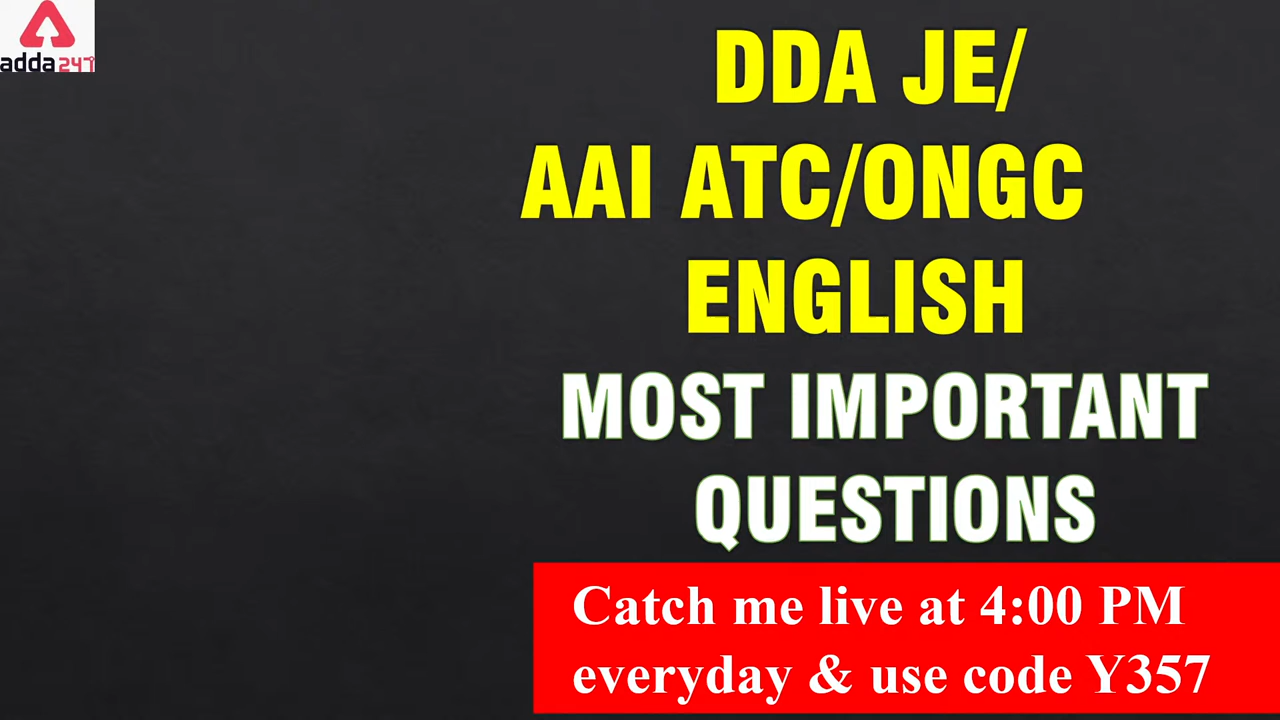 adda247
DDA JE/
AAI ATC/ONGC
ENGLISH
MOST IMPORTANT
QUESTIONS
Catch me live at 4:00 PM
everyday & use code Y357